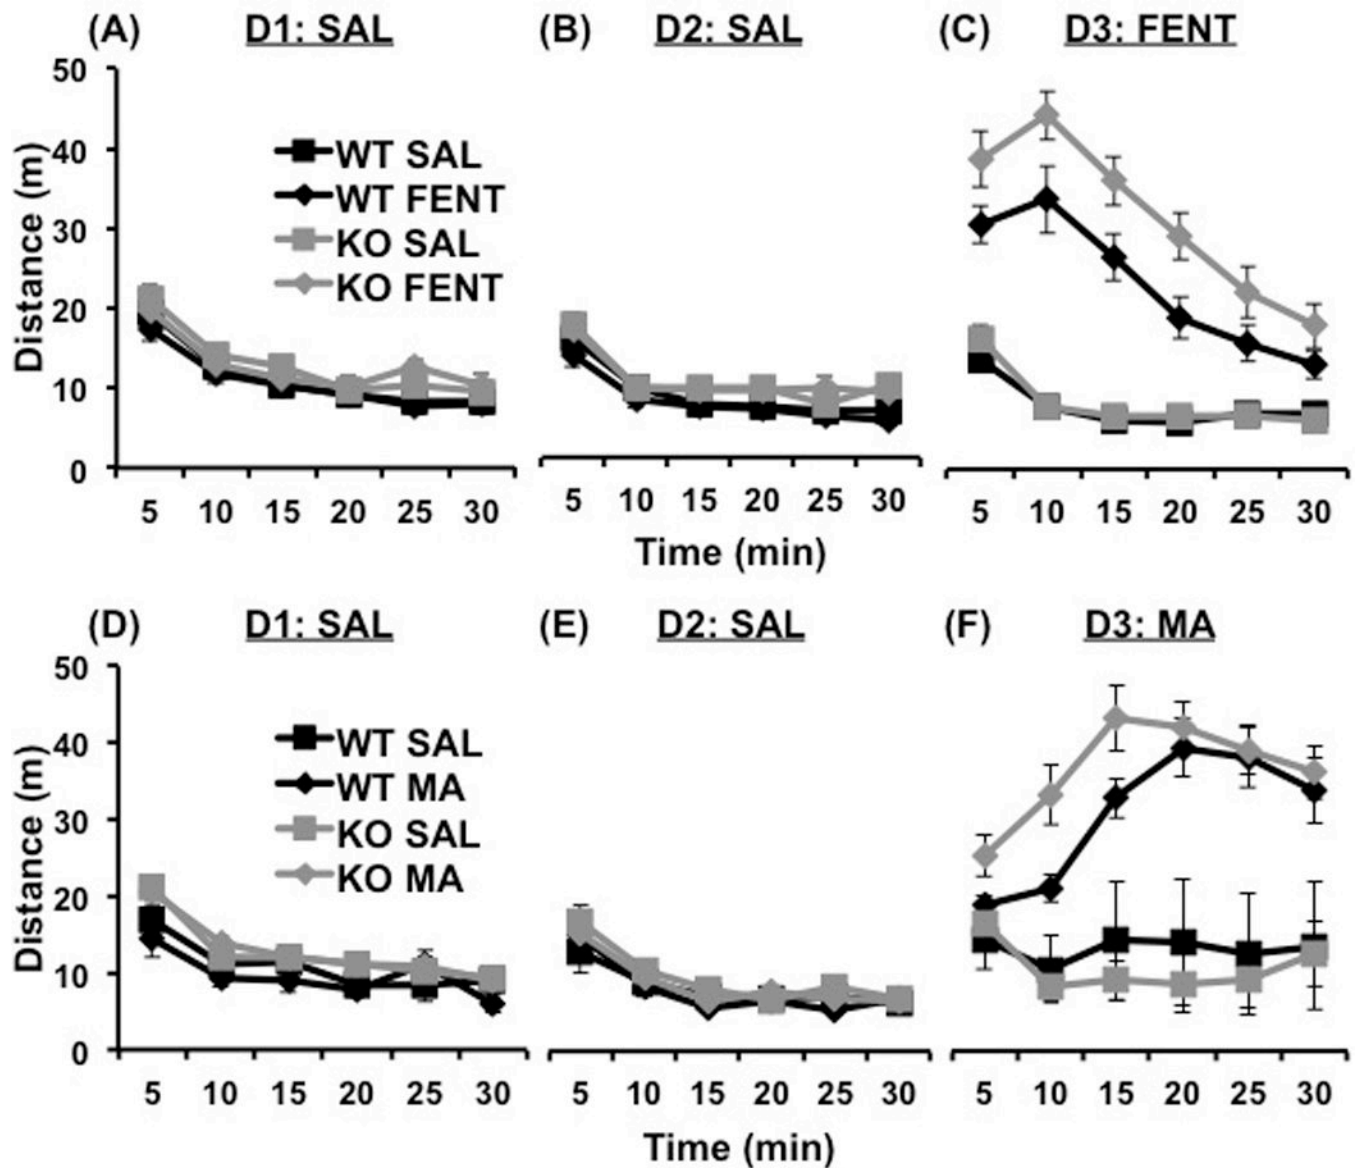 (A) D1: SAL
(B) D2: SAL
(C) D3: FENT
Distance (m)
50
40
30
20
10
0
WT SAL
WT FENT
KO SAL
KO FENT
5 10 15 20 25 30
5 10 15 20 25 30
5 10 15 20 25 30
Time (min)
(D) D1: SAL
(E) D2: SAL
(F) D3: MA
Distance (m)
50
40
30
20
10
0
WT SAL
WT MA
KO SAL
KO MA
5 10 15 20 25 30
5 10 15 20 25 30
5 10 15 20 25 30
Time (min)